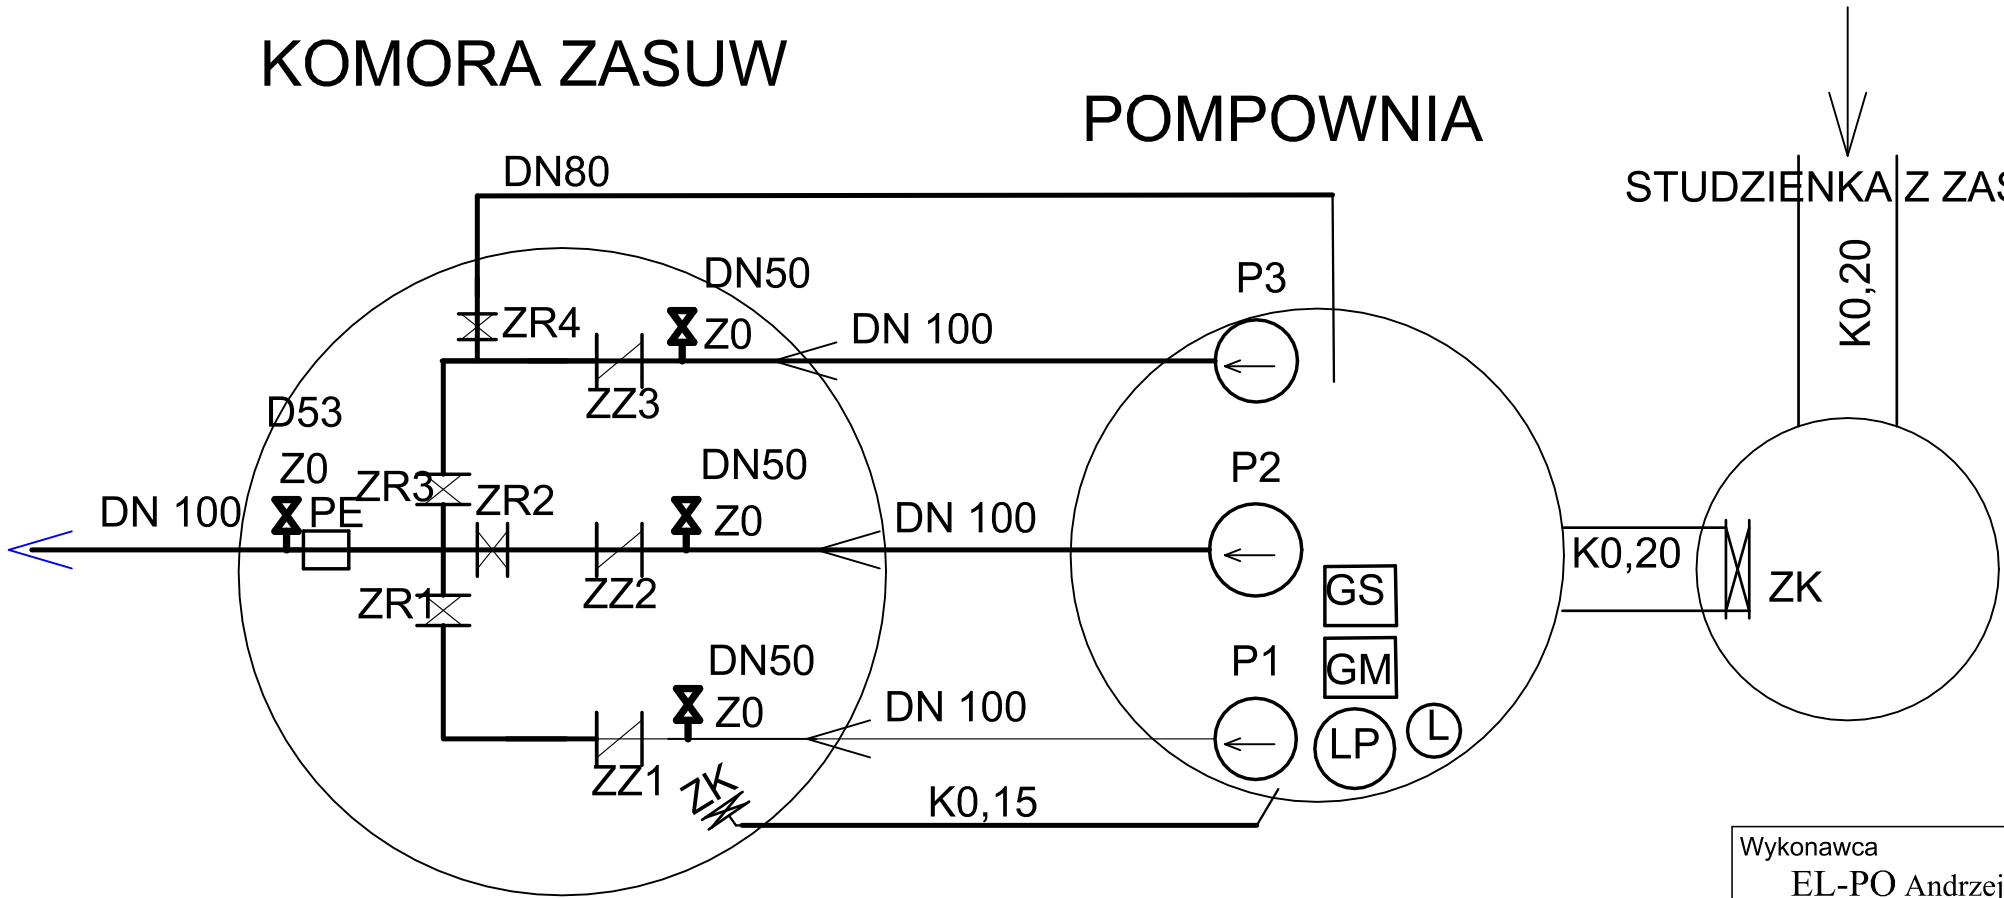 KOMORA ZASUW
POMPOWNIA
DN80
STUDZIENKA Z
K0,20
DN50
P3
ZR4
Z0
DN 100
ZZ3
D53
Z0
DN50
P2
ZR3
ZR2
DN 100
PE
Z0
DN 100
K0,20
GS
ZK
ZR1
ZZ2
DN50
P1
GM
Z0
DN 100
L
LP
ZZ1
ZK
K0,15
Wykonawca
EL-PO Andrzej